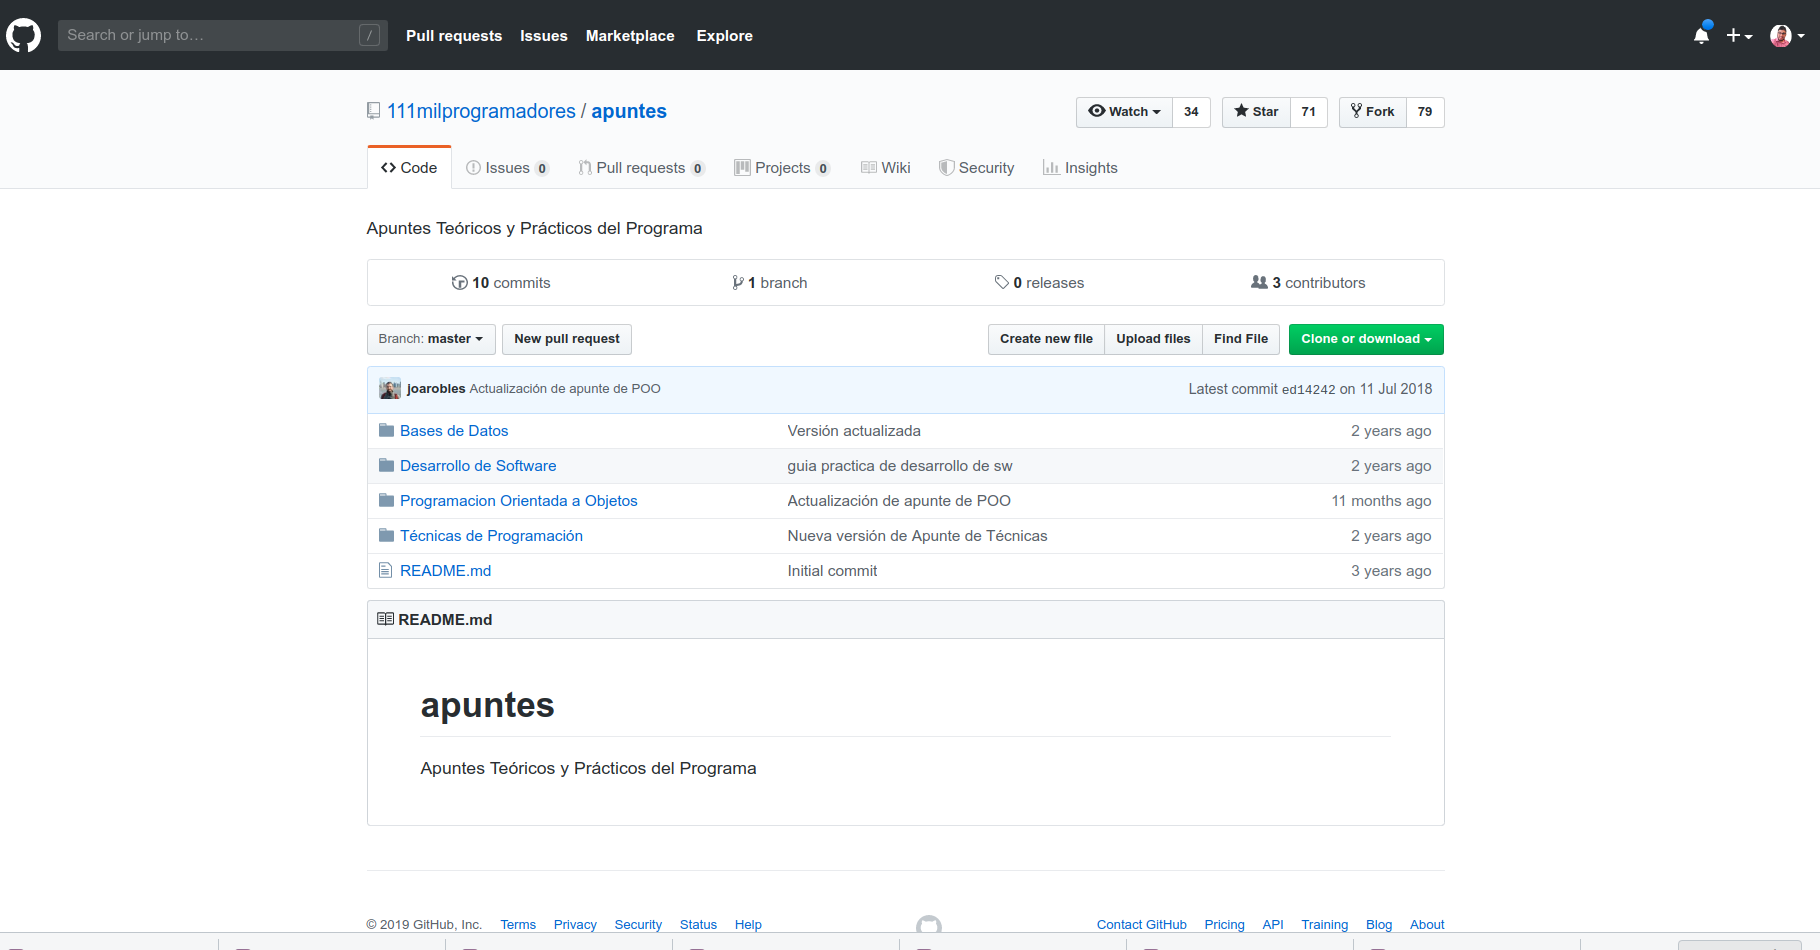 Search or jump to… /
Pull requests Issues Marketplace Explore
111milprogramadores / apuntes
Watch 34 Star 71 Fork 79
Code Issues 0 Pull requests 0 Projects 0 Wiki Security Insights
Apuntes Teóricos y Prácticos del Programa
10 commits 1 branch 0 releases 3 contributors
Branch: master New pull request Create new file Upload files Find File Clone or download
joarobles Actualización de apunte de POO Latest commit ed14242 on 11 Jul 2018
Bases de Datos Versión actualizada 2 years ago
Desarrollo de Software guia practica de desarrollo de sw 2 years ago
Programacion Orientada a Objetos Actualización de apunte de POO 11 months ago
Técnicas de Programación Nueva versión de Apunte de Técnicas 2 years ago
README.md Initial commit 3 years ago
README.md
apuntes
Apuntes Teóricos y Prácticos del Programa
© 2019 GitHub, Inc. Terms Privacy Security Status Help Contact GitHub Pricing API Training Blog About